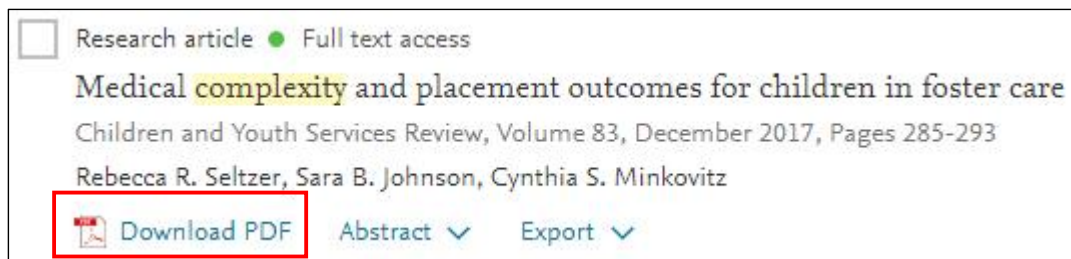 Research article ● Full text access
Medical complexity and placement outcomes for children in foster care
Children and Youth Services Review, Volume 83, December 2017, Pages 285-293
Rebecca R. Seltzer, Sara B. Johnson, Cynthia S. Minkovitz
Download PDF Abstract Export